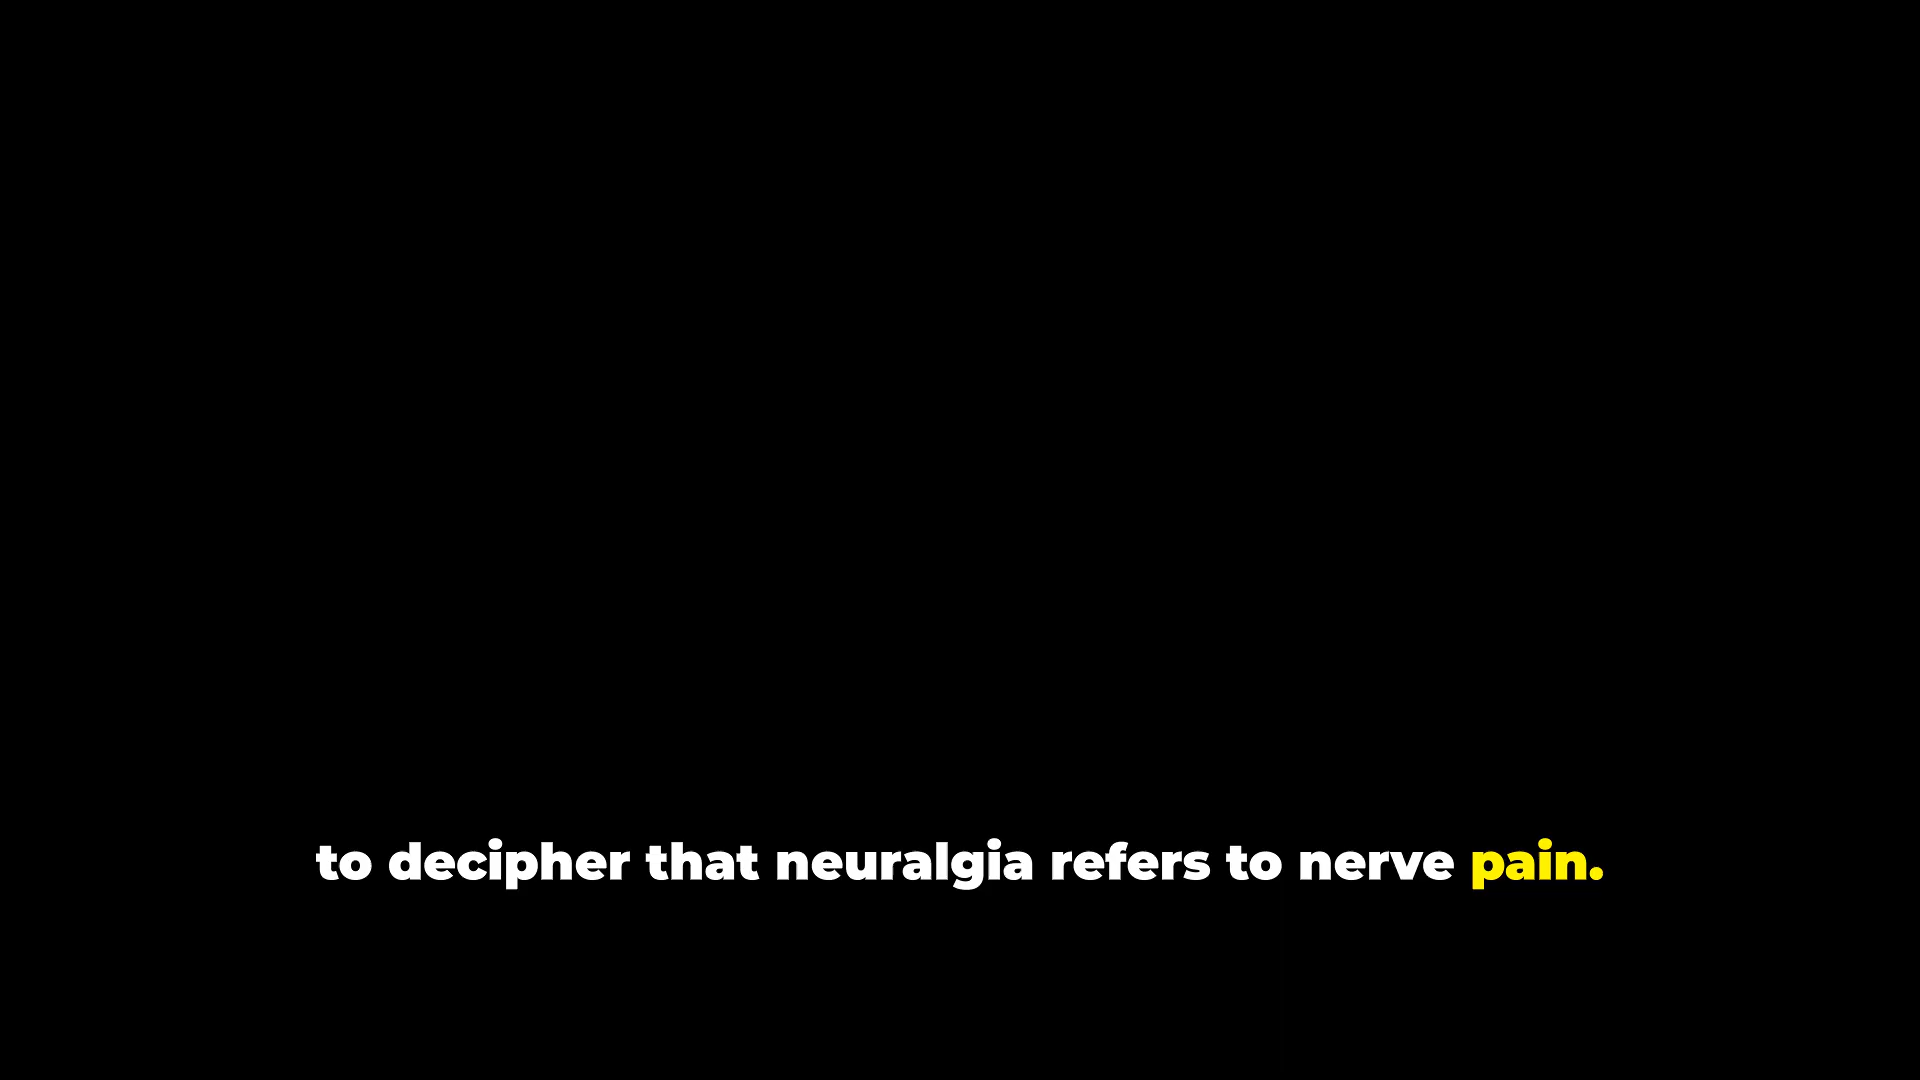 to decipher that neuralgia refers to nerve pain.